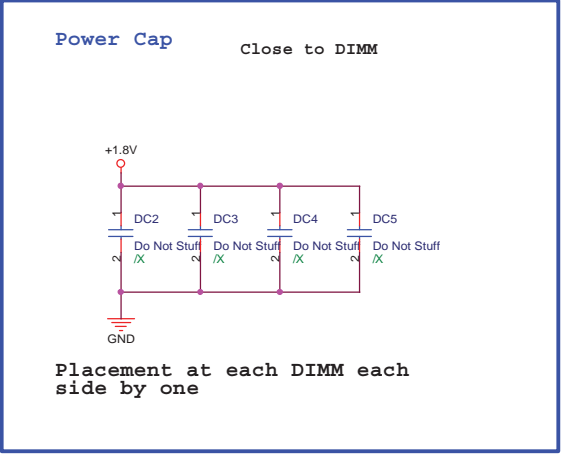 Power Cap
Close to DIMM
+1.8V
1 1 1 1
DC2 DC3 DC4 DC5
Do Not Stuff Do Not Stuff Do Not Stuff Do Not Stuff
2 /X 2 /X 2 /X 2 /X
GND
Placement at each DIMM each
side by one